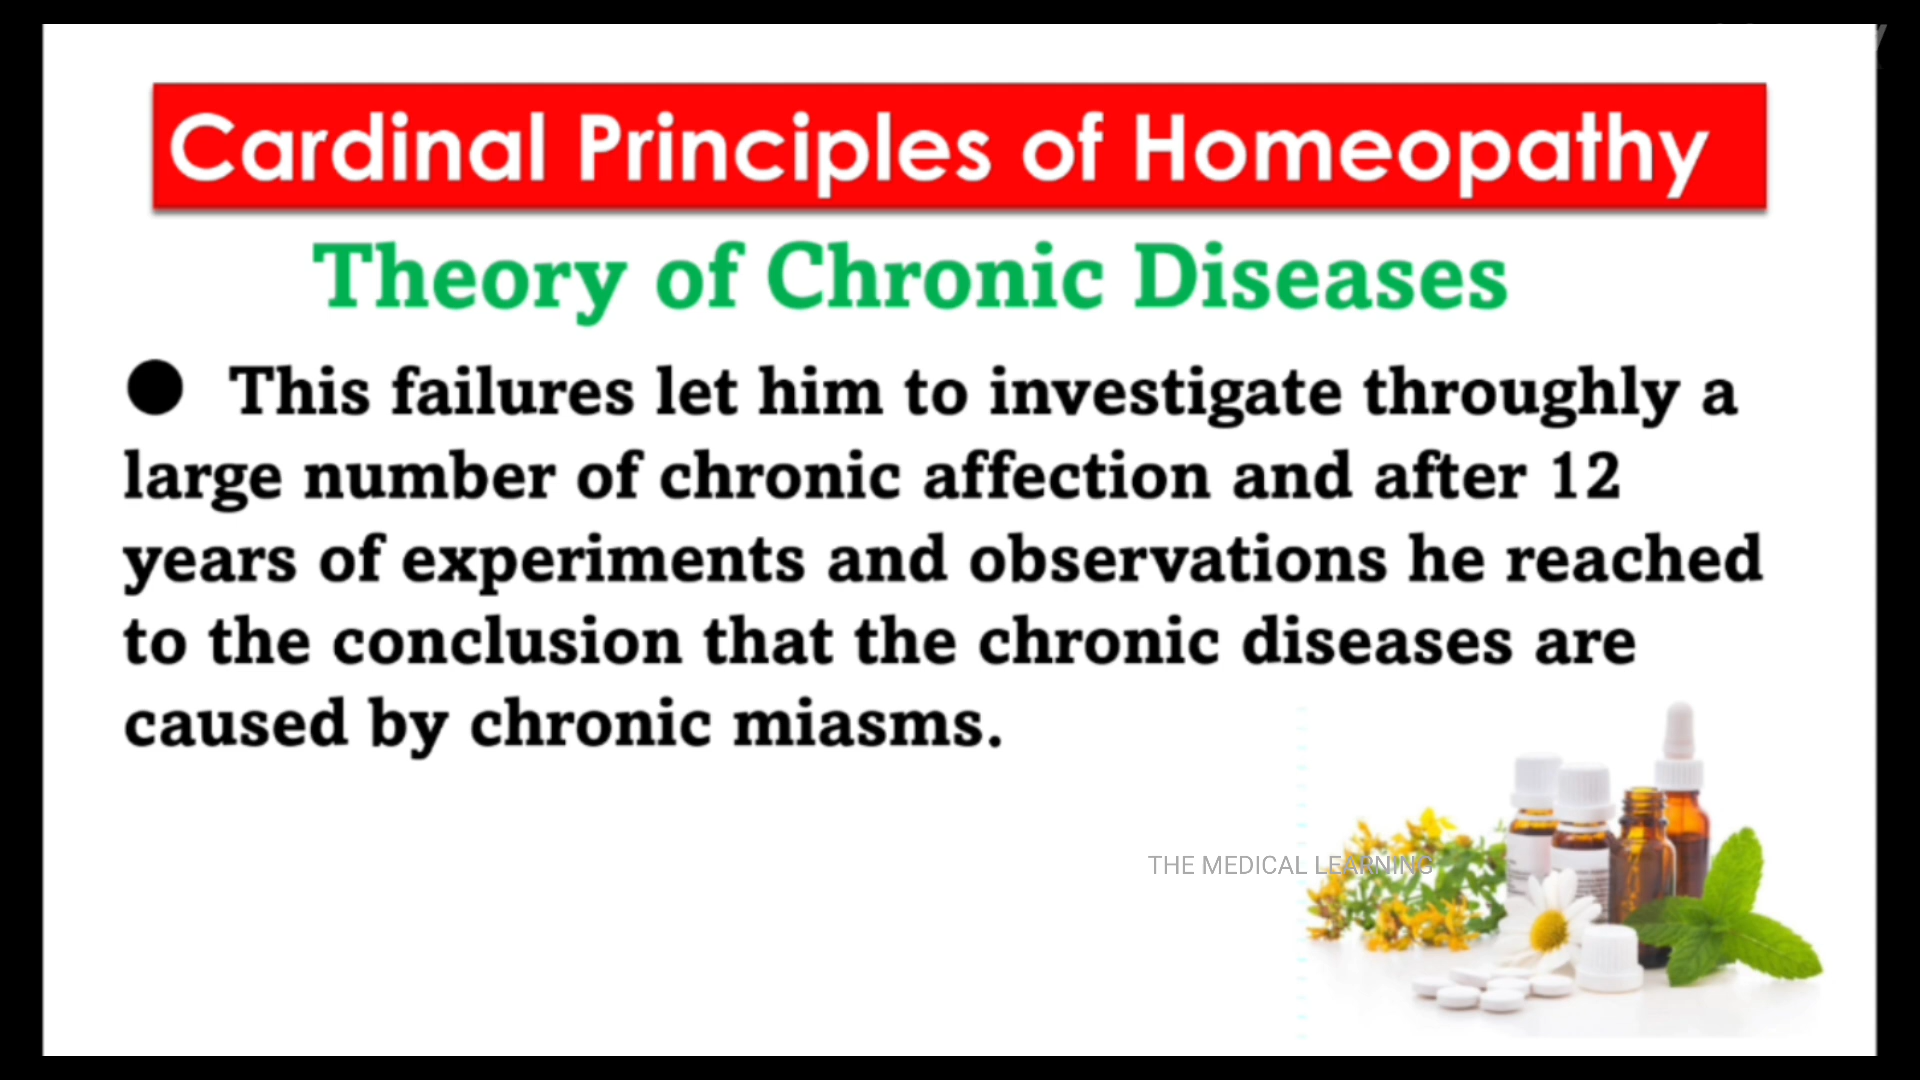 Cardinal Principles of Homeopathy
Theory of Chronic Diseases
● This failures let him to investigate throughly a
large number of chronic affection and after 12
years of experiments and observations he reached
to the conclusion that the chronic diseases are
caused by chronic miasms.
THE MEDICAL LEARNING